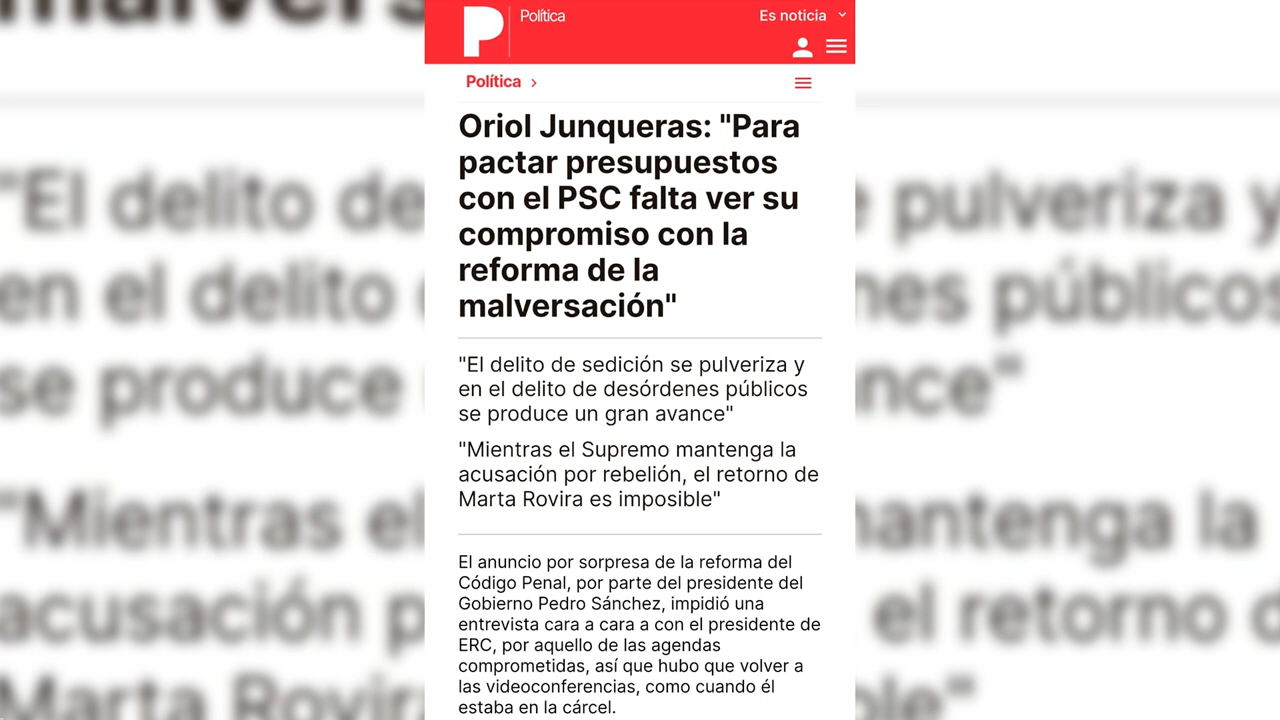 P Política
Es noticia
Política
Oriol Junqueras: "Para
pactar presupuestos
con el PSC falta ver su
compromiso con la
reforma de la
malversación"
"El delito de sedición se pulveriza y
en el delito de desórdenes públicos
se produce un gran avance"
"Mientras el Supremo mantenga la
acusación por rebelión, el retorno de
Marta Rovira es imposible"
El anuncio por sorpresa de la reforma del
Código Penal, por parte del presidente del
Gobierno Pedro Sánchez, impidió una
entrevista cara a cara a con el presidente de
ERC, por aquello de las agendas
comprometidas, así que hubo que volver a
las videoconferencias, como cuando él
estaba en la cárcel.